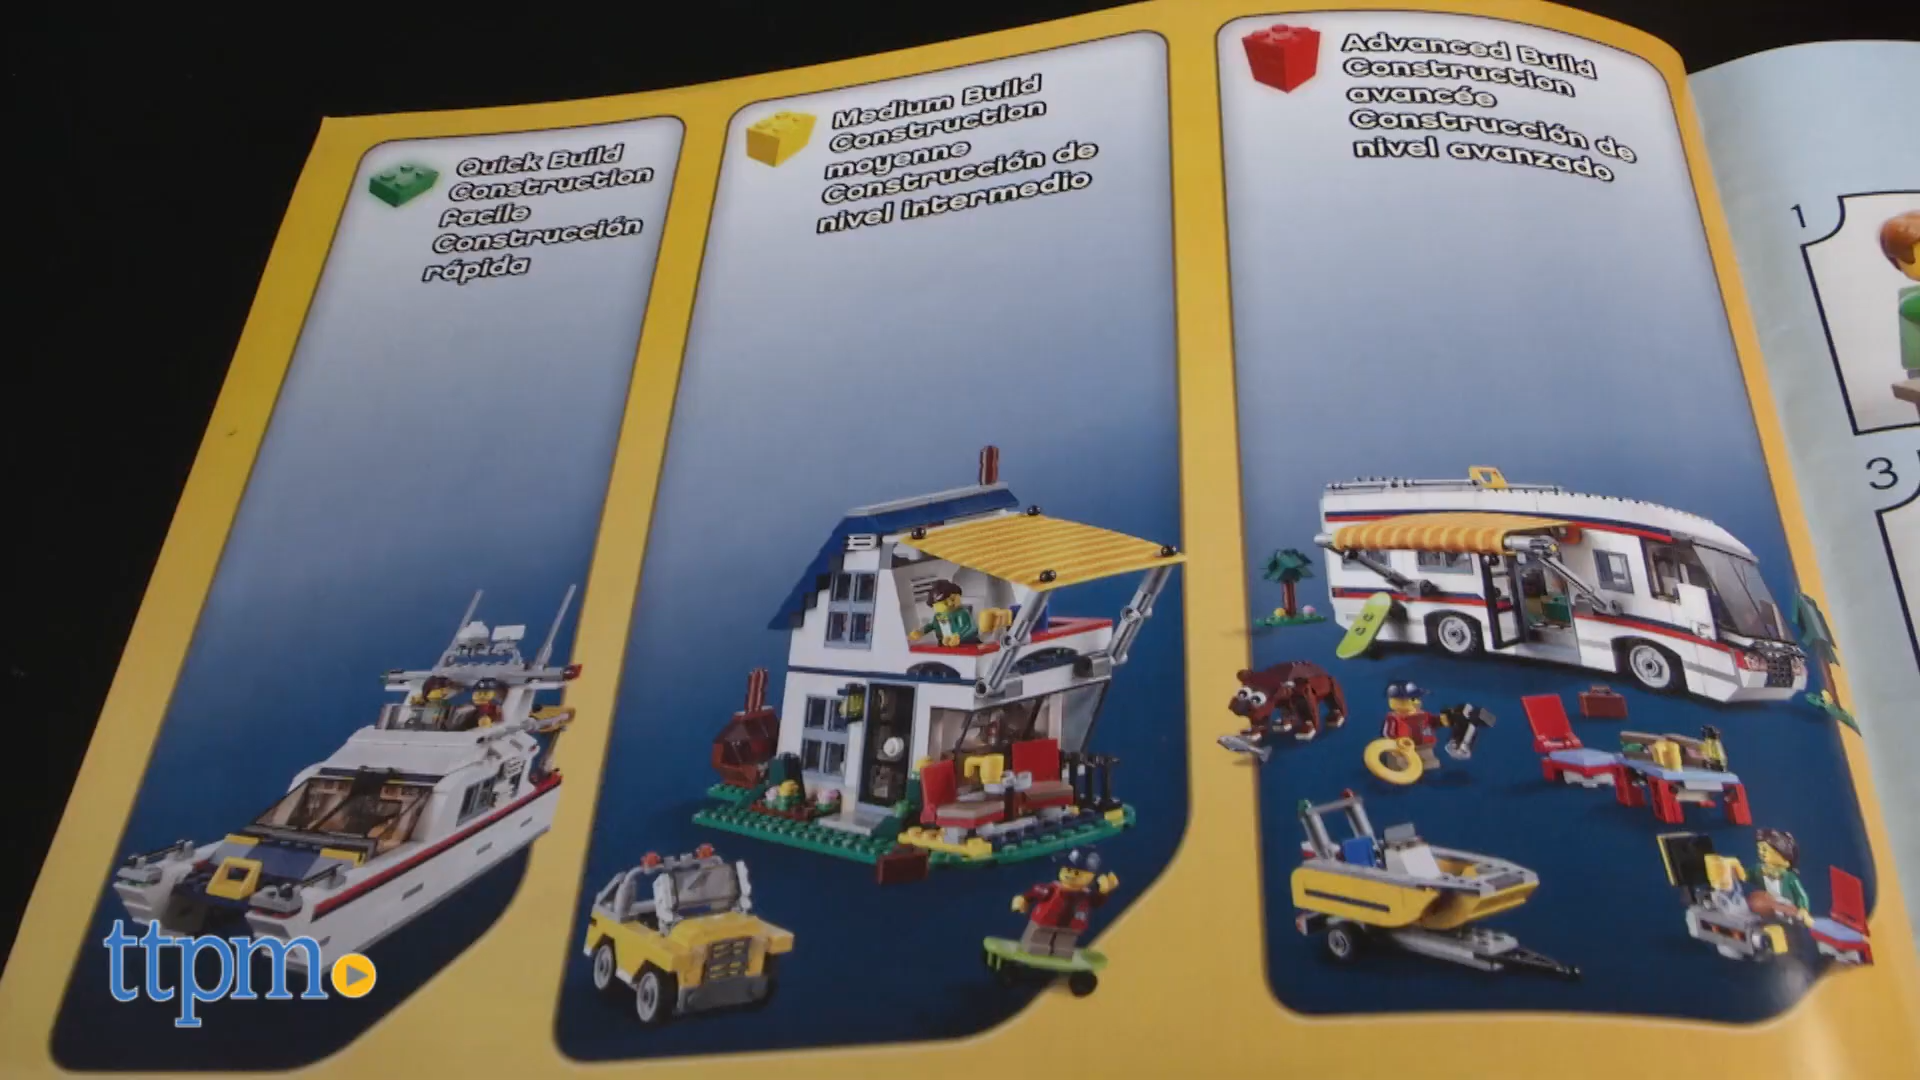 Quick Build
Construction
facile
Construcción
rápida
Medium Build
Construction
moyenne
Construcción de
nivel intermedio
Advanced Build
Construction
avancée
Construcción de
nivel avanzado
1
3
ttpm